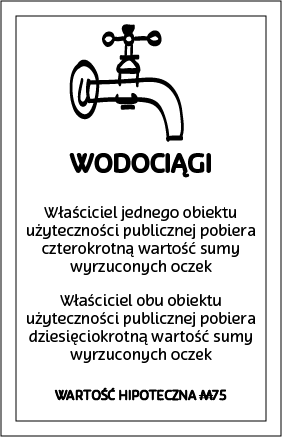 WODOCIĄGI
Właściciel jednego obiektu
użyteczności publicznej pobiera
czterokrotną wartość sumy
wyrzuconych oczek
Właściciel obu obiektu
użyteczności publicznej pobiera
dziesięciokrotną wartość sumy
wyrzuconych oczek
WARTOŚĆ HIPOTECZNA ₩75